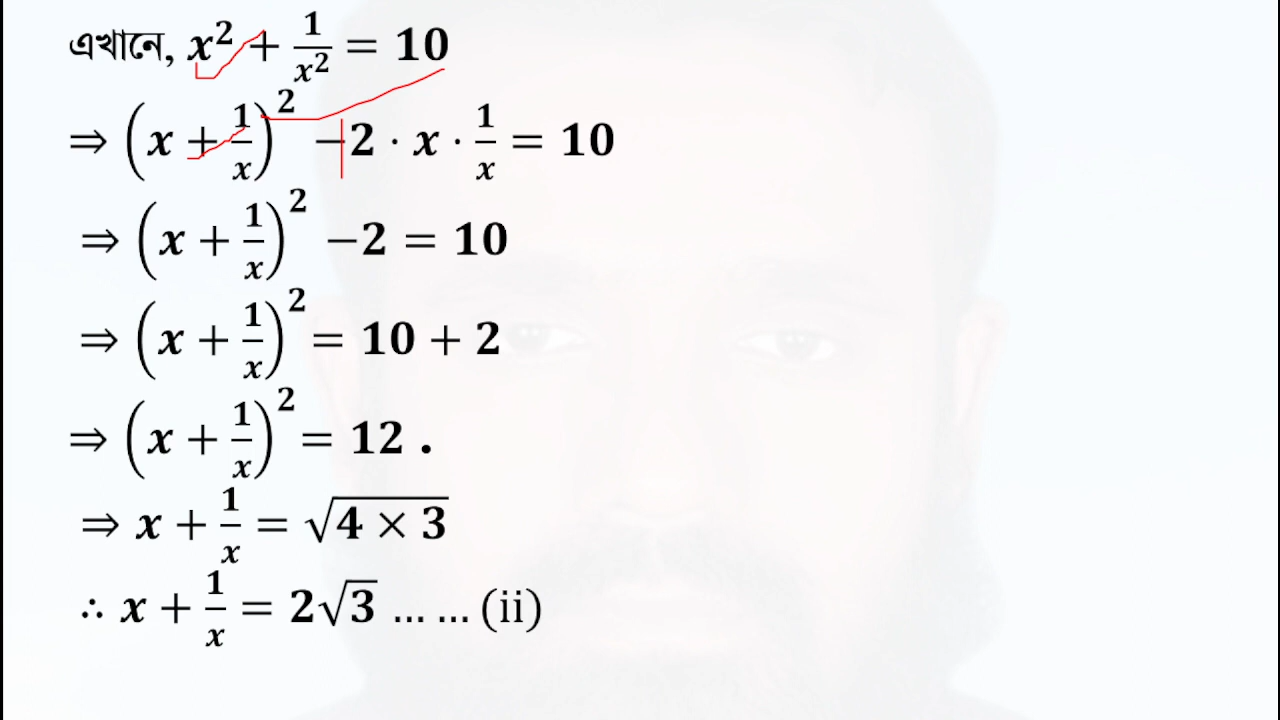 এখানে, x² + 1/x² = 10
⇒ (x + 1/x)² −2 · x · 1/x = 10
⇒ (x + 1/x)² −2 = 10
⇒ (x + 1/x)² = 10 + 2
⇒ (x + 1/x)² = 12 .
⇒ x + 1/x = √(4 × 3)
∴ x + 1/x = 2√3 ... ... (ii)